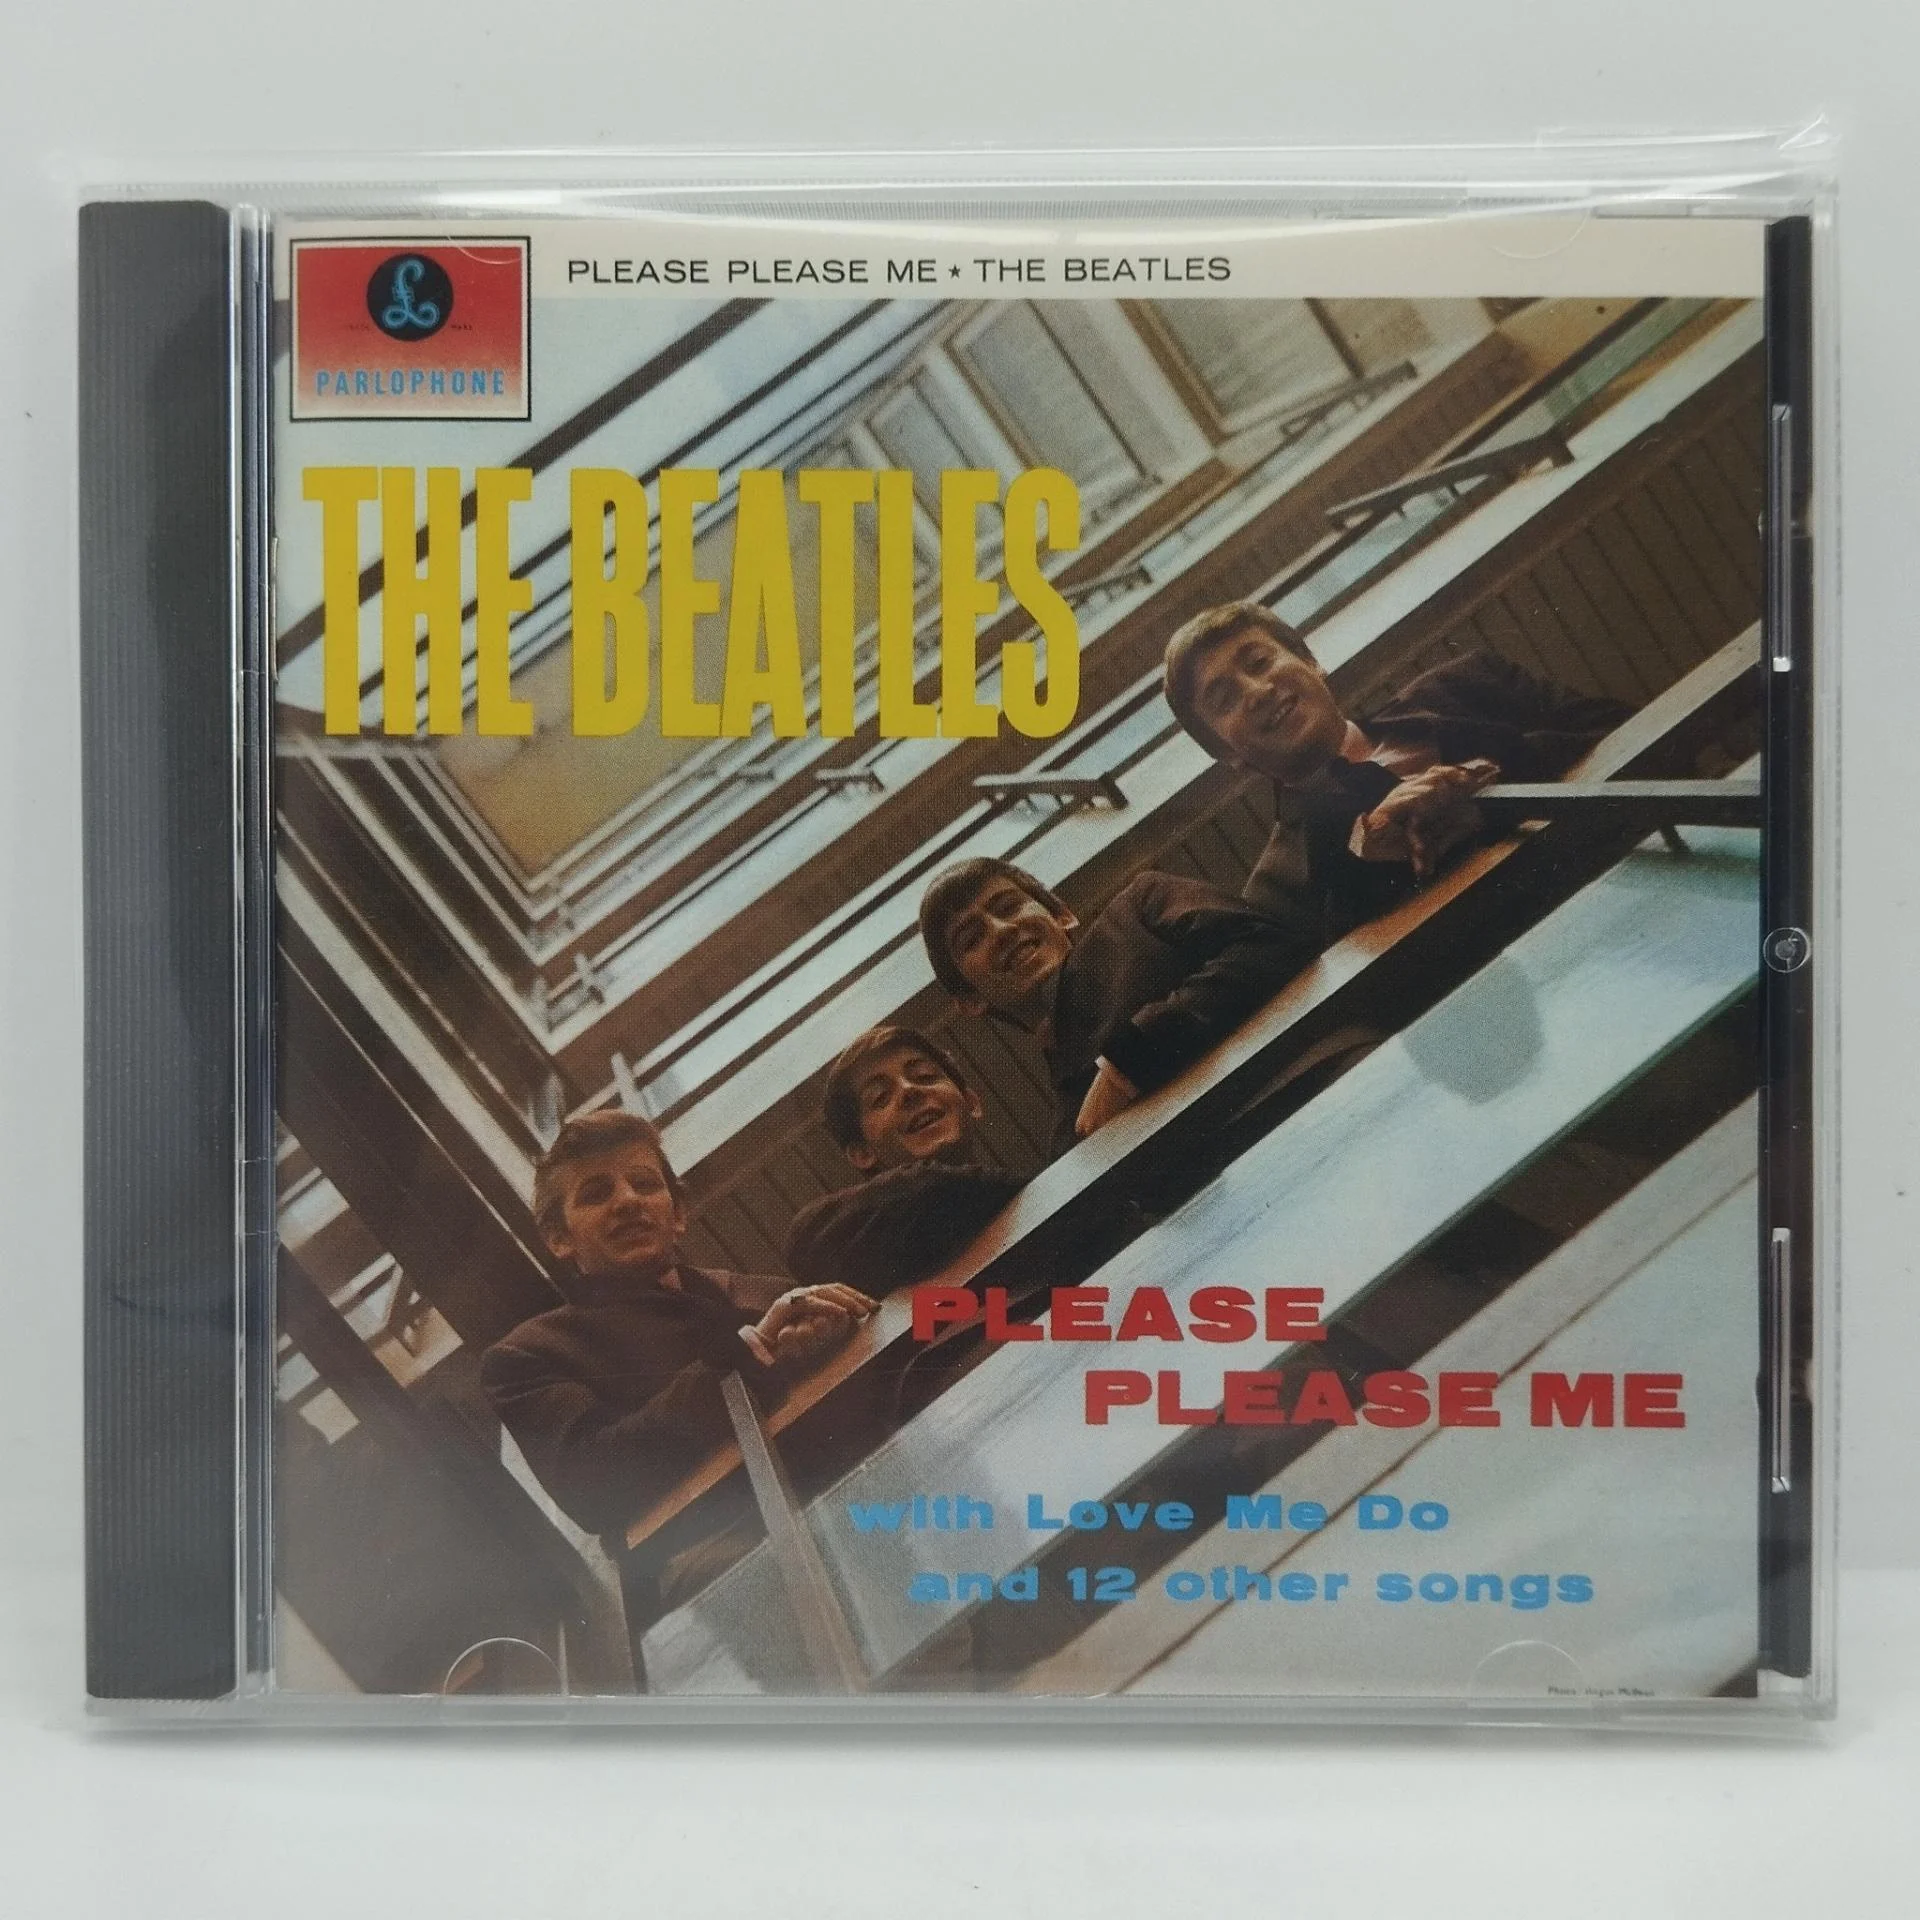 PLEASE PLEASE ME ★ THE BEATLES
£
PARLOPHONE
THE BEATLES
PLEASE
PLEASE ME
with Love Me Do
and 12 other songs